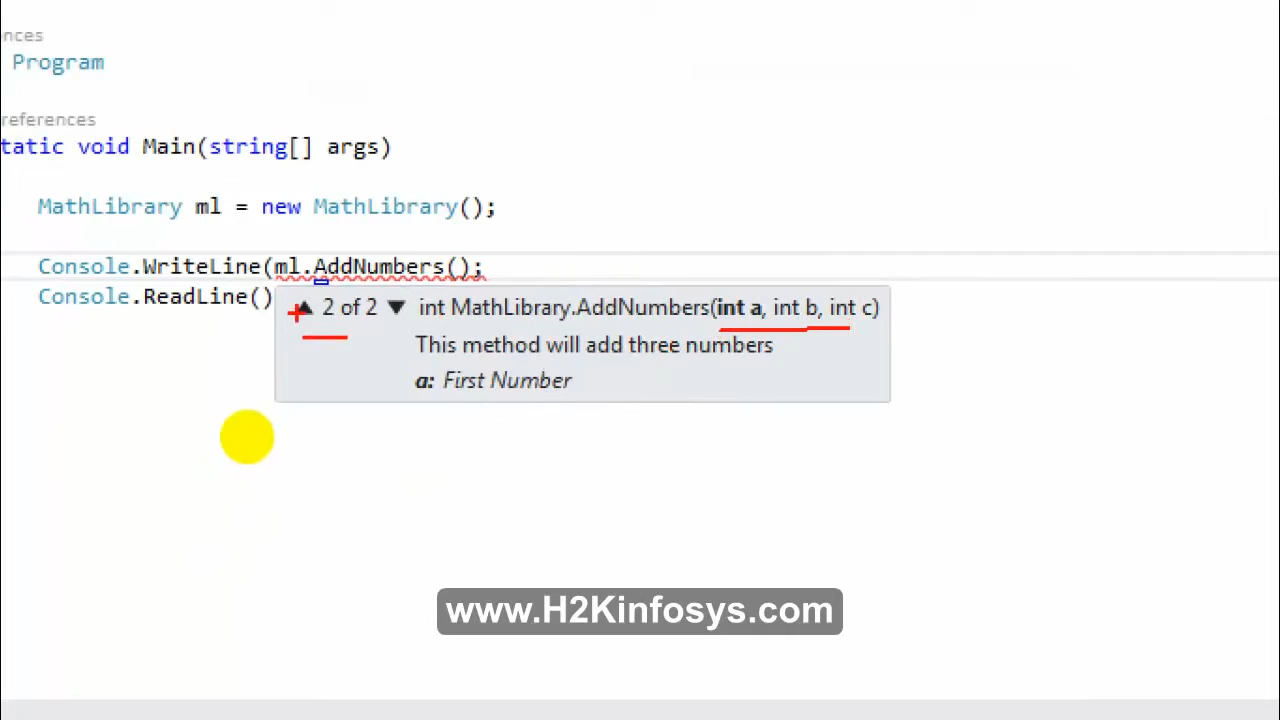 nces
Program
references
tatic void Main(string[] args)
MathLibrary ml = new MathLibrary();
Console.WriteLine(ml.AddNumbers();
Console.ReadLine()
▲ 2 of 2 ▼ int MathLibrary.AddNumbers(int a, int b, int c)
This method will add three numbers
a: First Number
www.H2Kinfosys.com